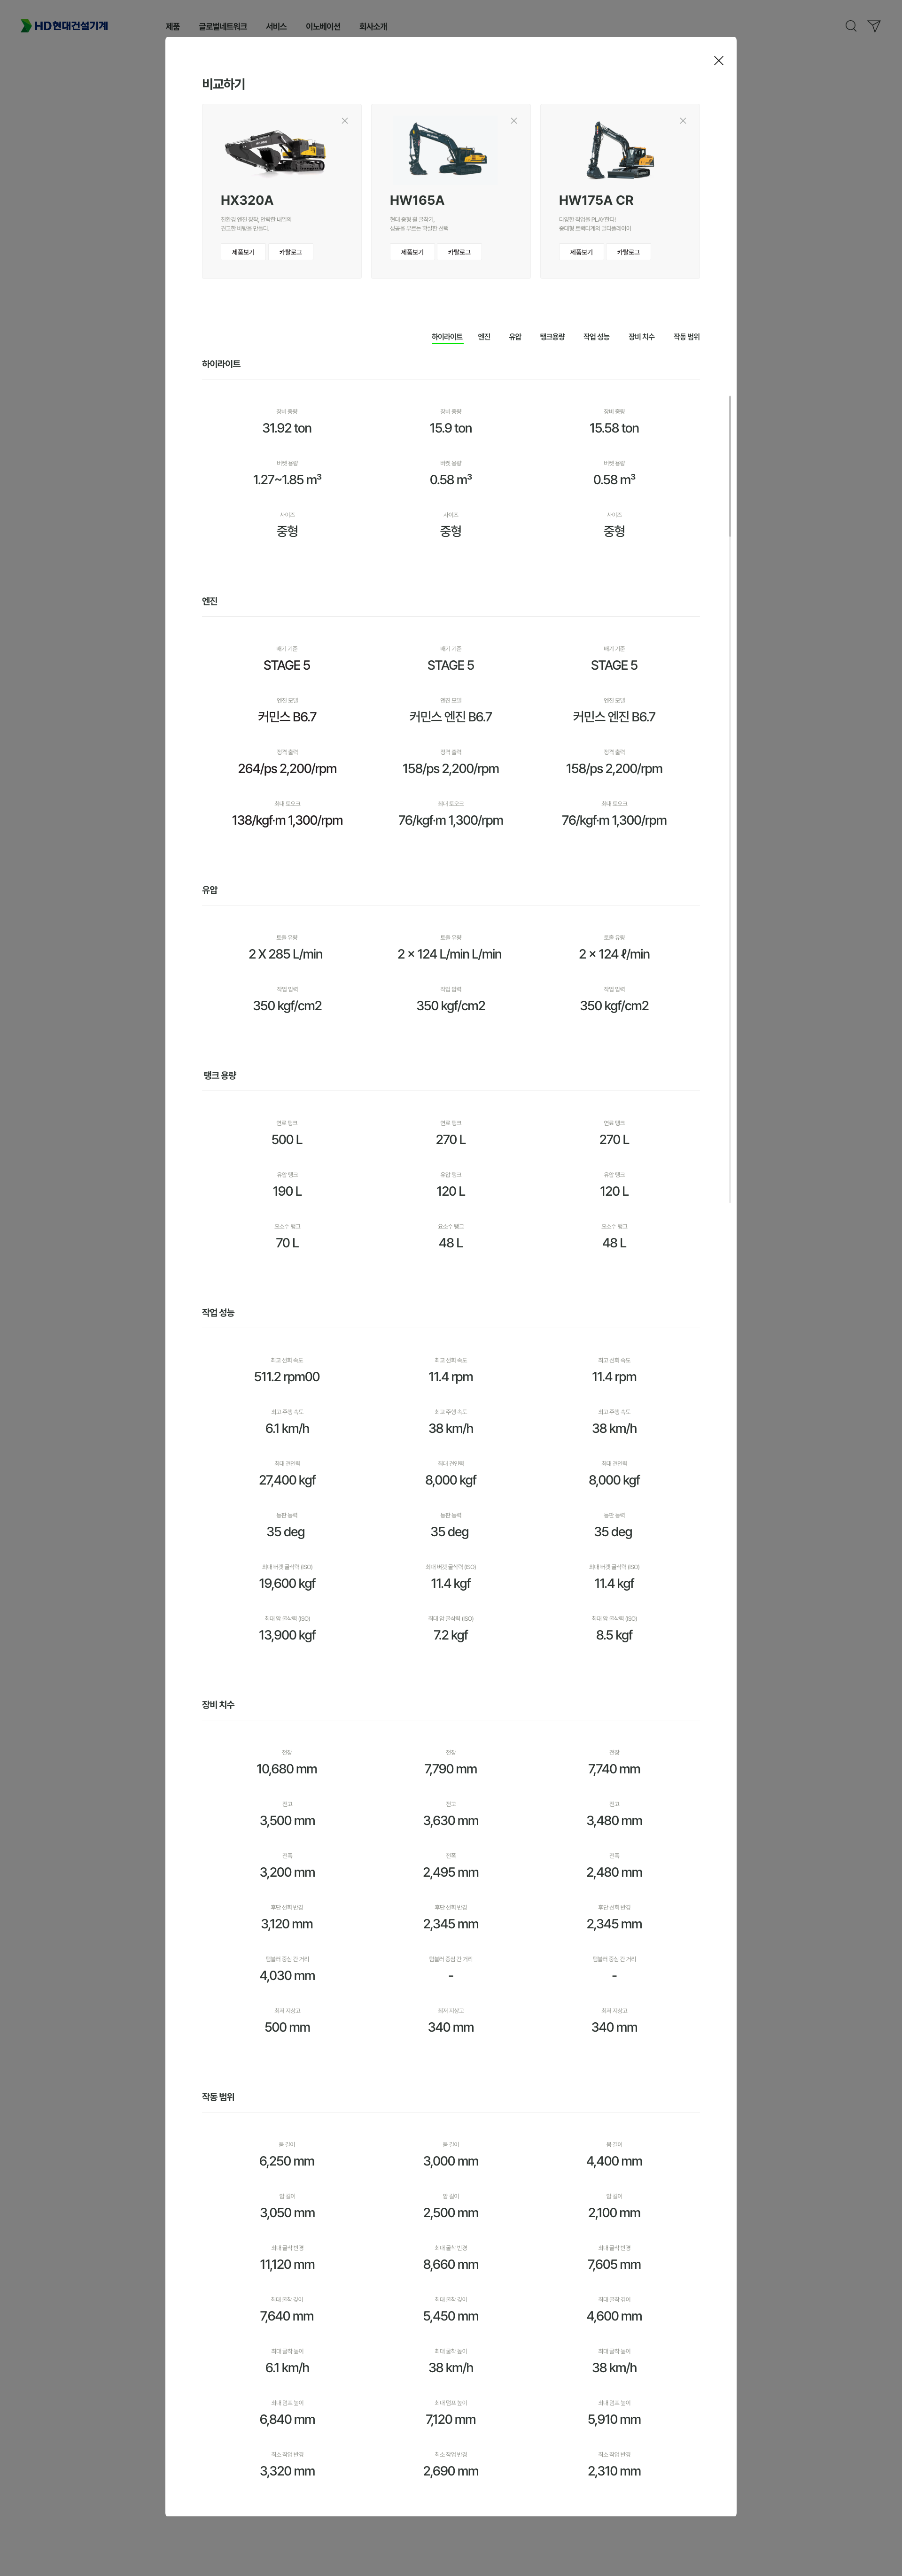 HD현대건설기계
제품 글로벌네트워크 서비스 이노베이션 회사소개
비교하기
HX320A HW165A HW175A CR
친환경 엔진 장착, 안락한 내일의 현대 중형 휠 굴착기, 다양한 작업을 PLAY한다!
견고한 바탕을 만들다. 성공을 부르는 확실한 선택 중대형 트랙터계의 멀티플레이어
제품보기 카탈로그 제품보기 카탈로그 제품보기 카탈로그
하이라이트 엔진 유압 탱크용량 작업 성능 장비 치수 작동 범위
하이라이트
장비 중량 장비 중량 장비 중량
31.92 ton 15.9 ton 15.58 ton
버켓 용량 버켓 용량 버켓 용량
1.27~1.85 m³ 0.58 m³ 0.58 m³
사이즈 사이즈 사이즈
중형 중형 중형
엔진
배기 기준 배기 기준 배기 기준
STAGE 5 STAGE 5 STAGE 5
엔진 모델 엔진 모델 엔진 모델
커민스 B6.7 커민스 엔진 B6.7 커민스 엔진 B6.7
정격 출력 정격 출력 정격 출력
264/ps 2,200/rpm 158/ps 2,200/rpm 158/ps 2,200/rpm
최대 토오크 최대 토오크 최대 토오크
138/kgf·m 1,300/rpm 76/kgf·m 1,300/rpm 76/kgf·m 1,300/rpm
유압
토출 유량 토출 유량 토출 유량
2 X 285 L/min 2 × 124 L/min L/min 2 × 124 ℓ/min
작업 압력 작업 압력 작업 압력
350 kgf/cm2 350 kgf/cm2 350 kgf/cm2
탱크 용량
연료 탱크 연료 탱크 연료 탱크
500 L 270 L 270 L
유압 탱크 유압 탱크 유압 탱크
190 L 120 L 120 L
요소수 탱크 요소수 탱크 요소수 탱크
70 L 48 L 48 L
작업 성능
최고 선회 속도 최고 선회 속도 최고 선회 속도
511.2 rpm00 11.4 rpm 11.4 rpm
최고 주행 속도 최고 주행 속도 최고 주행 속도
6.1 km/h 38 km/h 38 km/h
최대 견인력 최대 견인력 최대 견인력
27,400 kgf 8,000 kgf 8,000 kgf
등판 능력 등판 능력 등판 능력
35 deg 35 deg 35 deg
최대 버켓 굴삭력 (ISO) 최대 버켓 굴삭력 (ISO) 최대 버켓 굴삭력 (ISO)
19,600 kgf 11.4 kgf 11.4 kgf
최대 암 굴삭력 (ISO) 최대 암 굴삭력 (ISO) 최대 암 굴삭력 (ISO)
13,900 kgf 7.2 kgf 8.5 kgf
장비 치수
전장 전장 전장
10,680 mm 7,790 mm 7,740 mm
전고 전고 전고
3,500 mm 3,630 mm 3,480 mm
전폭 전폭 전폭
3,200 mm 2,495 mm 2,480 mm
후단 선회 반경 후단 선회 반경 후단 선회 반경
3,120 mm 2,345 mm 2,345 mm
텀블러 중심 간 거리 텀블러 중심 간 거리 텀블러 중심 간 거리
4,030 mm - -
최저 지상고 최저 지상고 최저 지상고
500 mm 340 mm 340 mm
작동 범위
붐 길이 붐 길이 붐 길이
6,250 mm 3,000 mm 4,400 mm
암 길이 암 길이 암 길이
3,050 mm 2,500 mm 2,100 mm
최대 굴착 반경 최대 굴착 반경 최대 굴착 반경
11,120 mm 8,660 mm 7,605 mm
최대 굴착 깊이 최대 굴착 깊이 최대 굴착 깊이
7,640 mm 5,450 mm 4,600 mm
최대 굴착 높이 최대 굴착 높이 최대 굴착 높이
6.1 km/h 38 km/h 38 km/h
최대 덤프 높이 최대 덤프 높이 최대 덤프 높이
6,840 mm 7,120 mm 5,910 mm
최소 작업 반경 최소 작업 반경 최소 작업 반경
3,320 mm 2,690 mm 2,310 mm